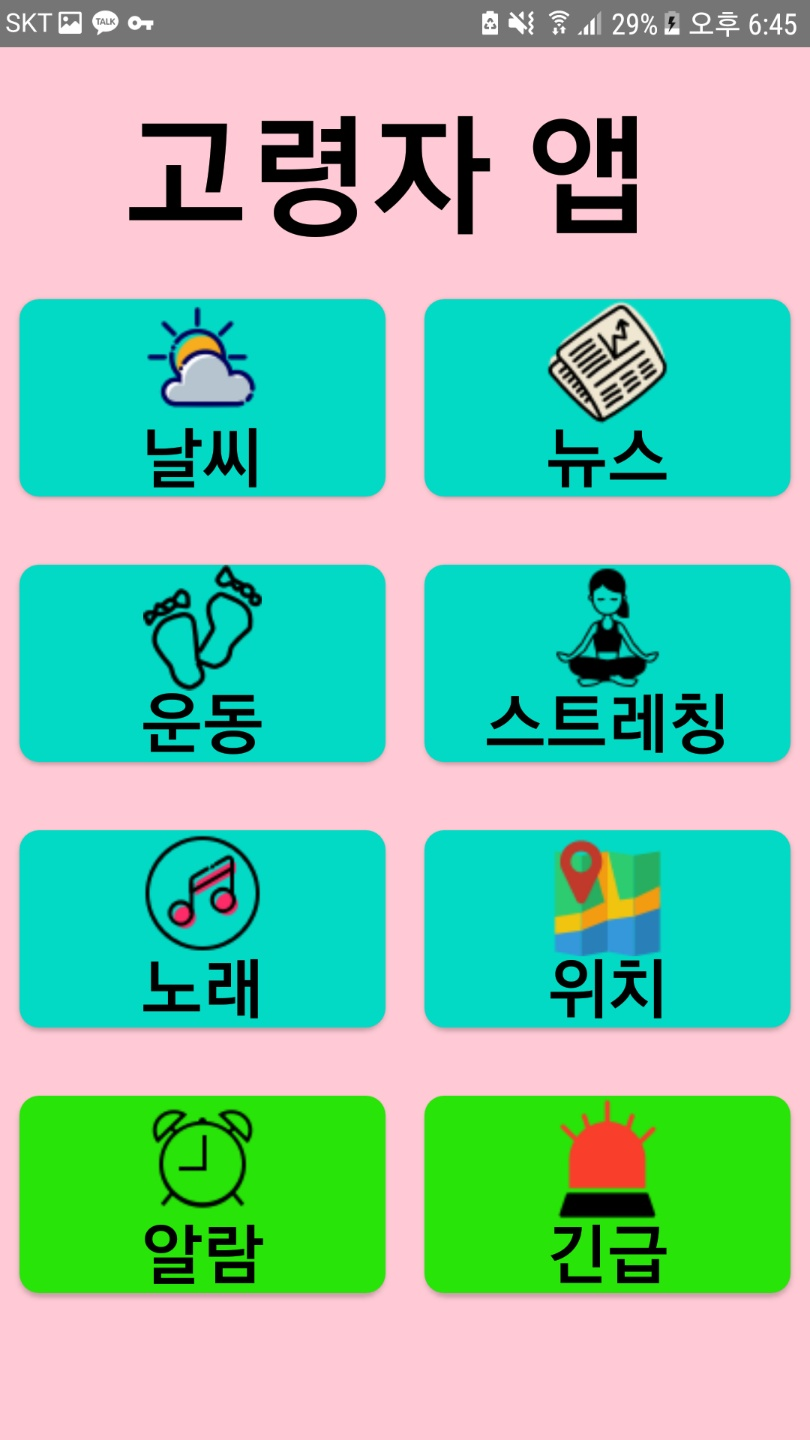 SKT TALK 29% 오후 6:45
고령자 앱
날씨 뉴스
운동 스트레칭
노래 위치
알람 긴급